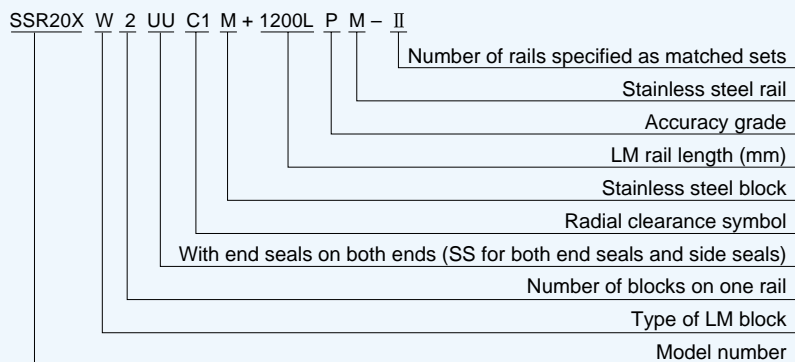 SSR20X W 2 UU C1 M + 1200L P M – Ⅱ
Number of rails specified as matched sets
Stainless steel rail
Accuracy grade
LM rail length (mm)
Stainless steel block
Radial clearance symbol
With end seals on both ends (SS for both end seals and side seals)
Number of blocks on one rail
Type of LM block
Model number